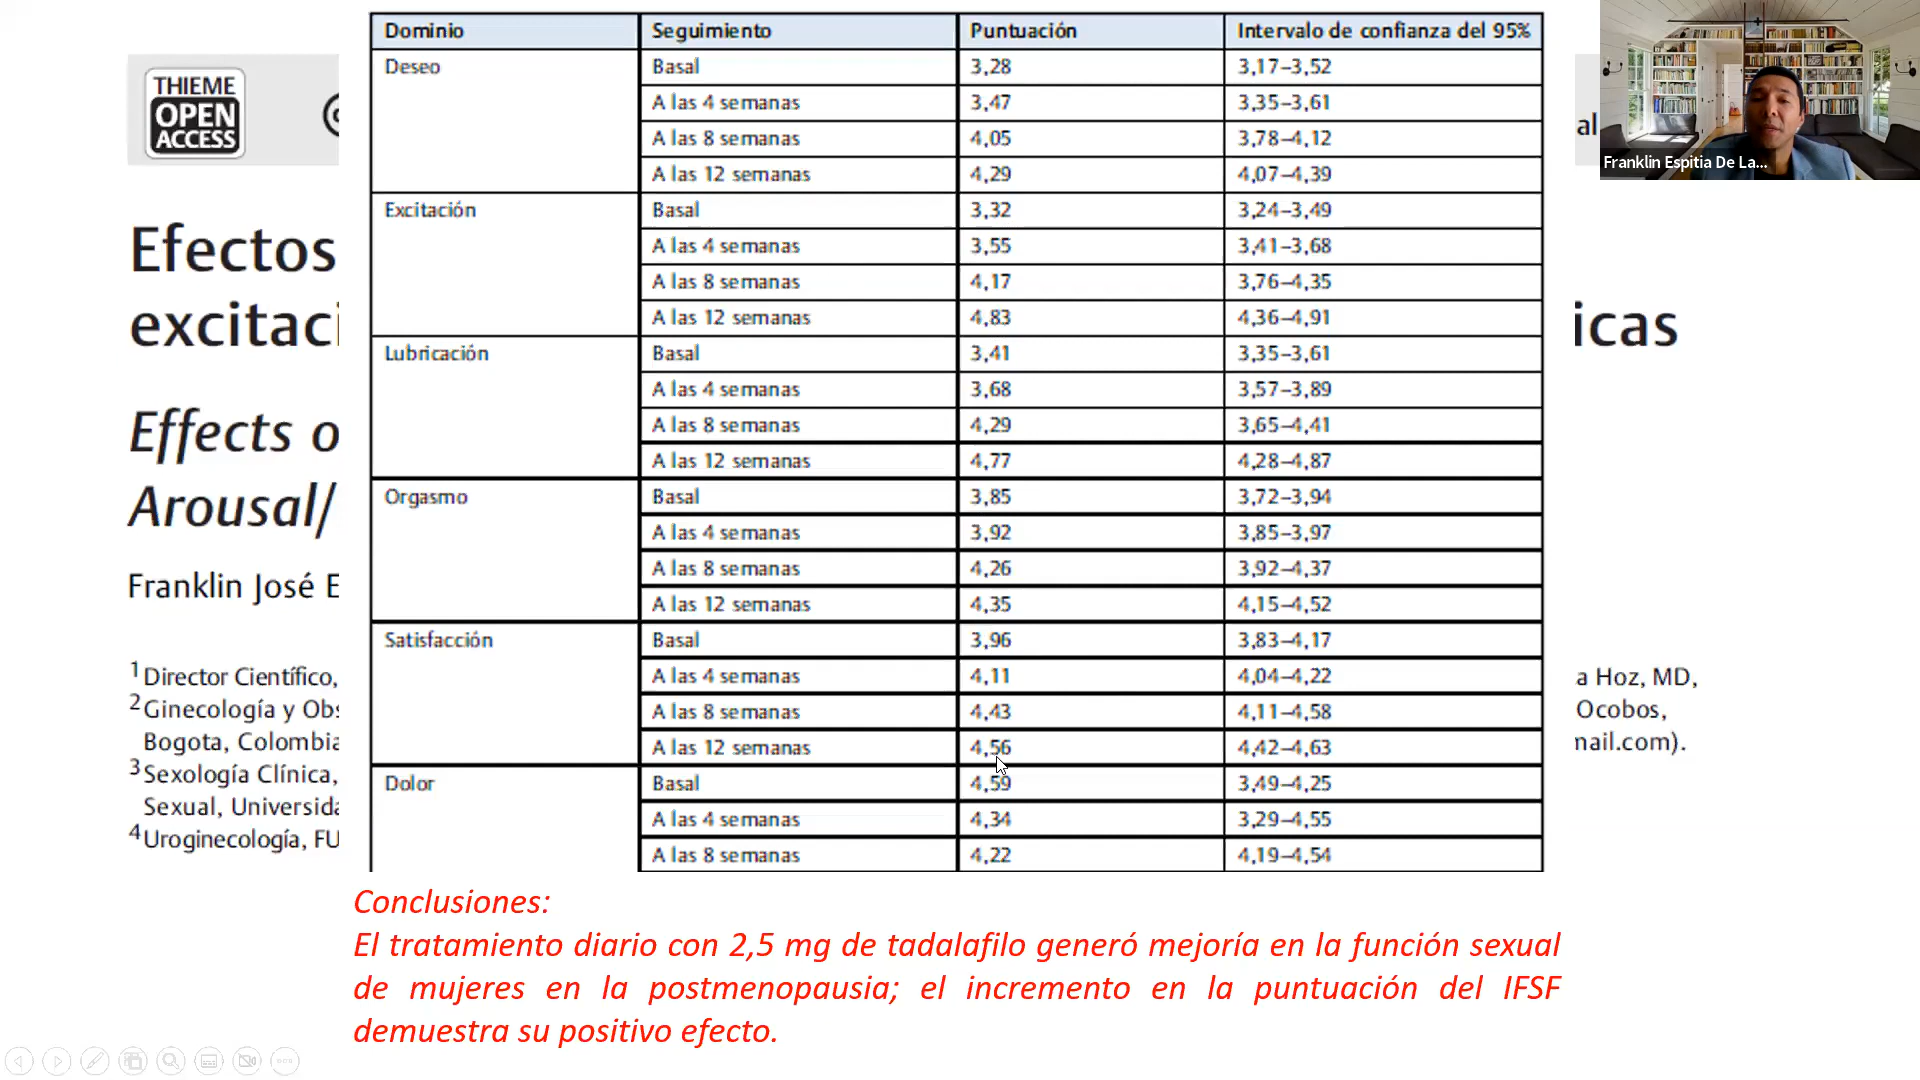 Dominio Seguimiento Puntuación Intervalo de confianza del 95%
Deseo Basal 3,28 3,17–3,52
A las 4 semanas 3,47 3,35–3,61
A las 8 semanas 4,05 3,78–4,12
A las 12 semanas 4,29 4,07–4,39
Excitación Basal 3,32 3,24–3,49
A las 4 semanas 3,55 3,41–3,68
A las 8 semanas 4,17 3,76–4,35
A las 12 semanas 4,83 4,36–4,91
Lubricación Basal 3,41 3,35–3,61
A las 4 semanas 3,68 3,57–3,89
A las 8 semanas 4,29 3,65–4,41
A las 12 semanas 4,77 4,28–4,87
Orgasmo Basal 3,85 3,72–3,94
A las 4 semanas 3,92 3,85–3,97
A las 8 semanas 4,26 3,92–4,37
A las 12 semanas 4,35 4,15–4,52
Satisfacción Basal 3,96 3,83–4,17
A las 4 semanas 4,11 4,04–4,22
A las 8 semanas 4,43 4,11–4,58
A las 12 semanas 4,56 4,42–4,63
Dolor Basal 4,59 3,49–4,25
A las 4 semanas 4,34 3,29–4,55
A las 8 semanas 4,22 4,19–4,54
THIEME
OPEN
ACCESS
al
Franklin Espitia De La...
Efectos
excitaci icas
Effects o
Arousal/
Franklin José E
1 Director Científico, a Hoz, MD,
2 Ginecología y Obs Ocobos,
Bogota, Colombia mail.com).
3 Sexología Clínica,
Sexual, Universida
4 Uroginecología, FU
Conclusiones:
El tratamiento diario con 2,5 mg de tadalafilo generó mejoría en la función sexual
de mujeres en la postmenopausia; el incremento en la puntuación del IFSF
demuestra su positivo efecto.